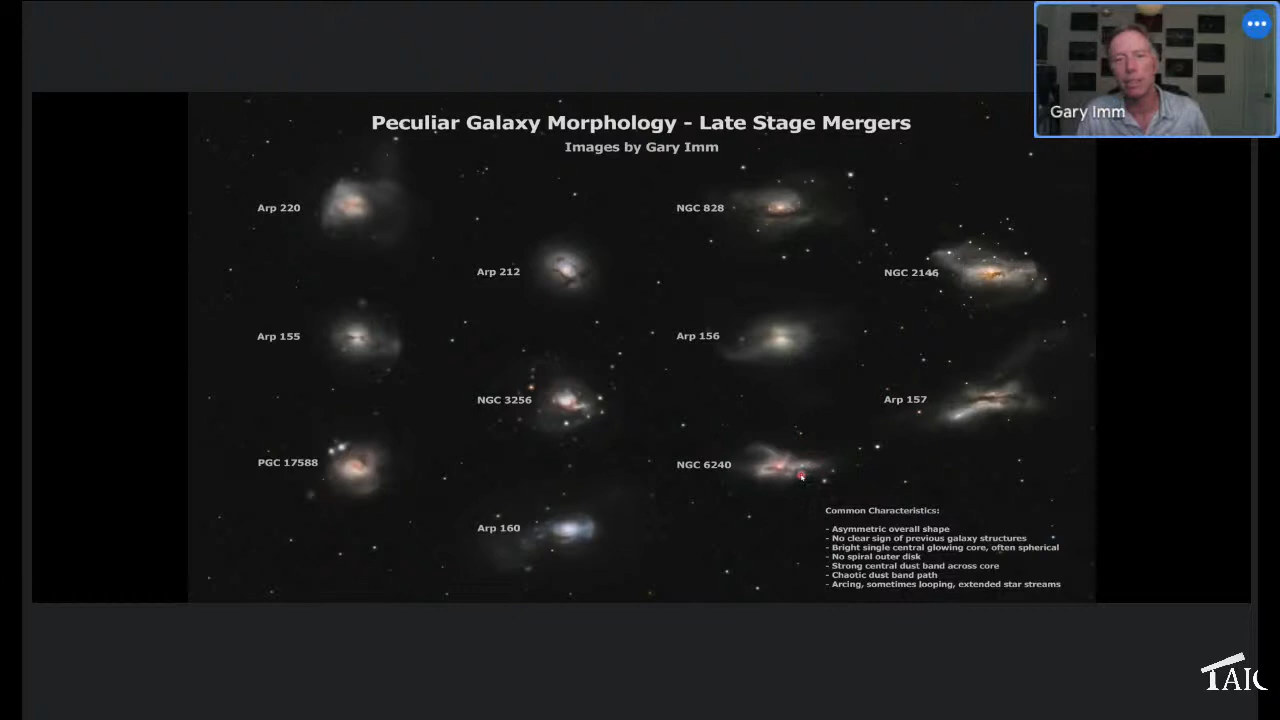 Gary Imm
Peculiar Galaxy Morphology - Late Stage Mergers
Images by Gary Imm
Arp 220
NGC 828
Arp 212
NGC 2146
Arp 155
Arp 156
NGC 3256
Arp 157
PGC 17588
NGC 6240
Arp 160
Common Characteristics:
- Asymmetric overall shape
- No clear sign of previous galaxy structures
- Bright single central glowing core, often spherical
- No spiral outer disk
- Strong central dust band across core
- Chaotic dust band path
- Arcing, sometimes looping, extended star streams
TAIC